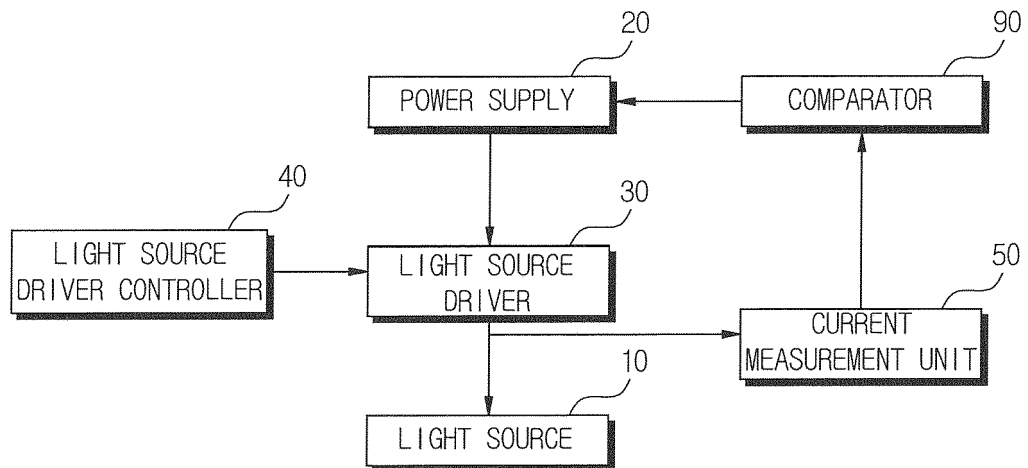 20
90
POWER SUPPLY
COMPARATOR
40
30
LIGHT SOURCE
DRIVER CONTROLLER
LIGHT SOURCE
DRIVER
50
CURRENT
MEASUREMENT UNIT
10
LIGHT SOURCE